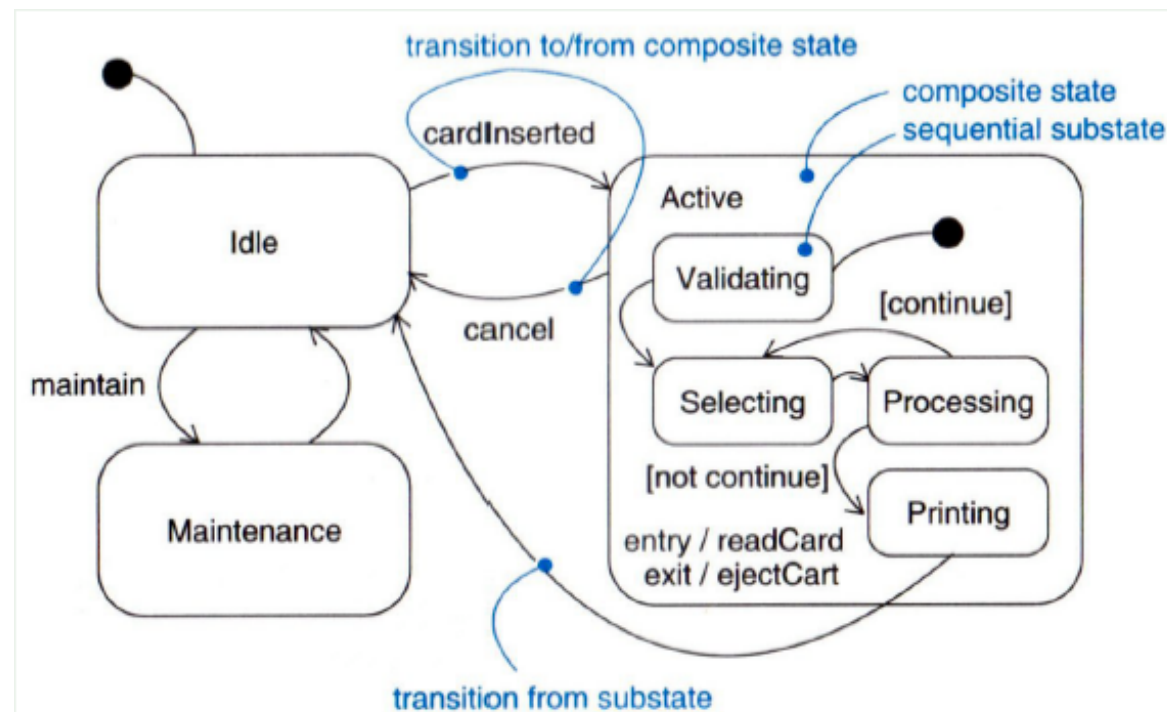 transition to/from composite state
composite state
cardInserted
sequential substate
Active
Idle
Validating
[continue]
cancel
maintain
Selecting
Processing
[not continue]
Printing
Maintenance
entry / readCard
exit / ejectCart
transition from substate